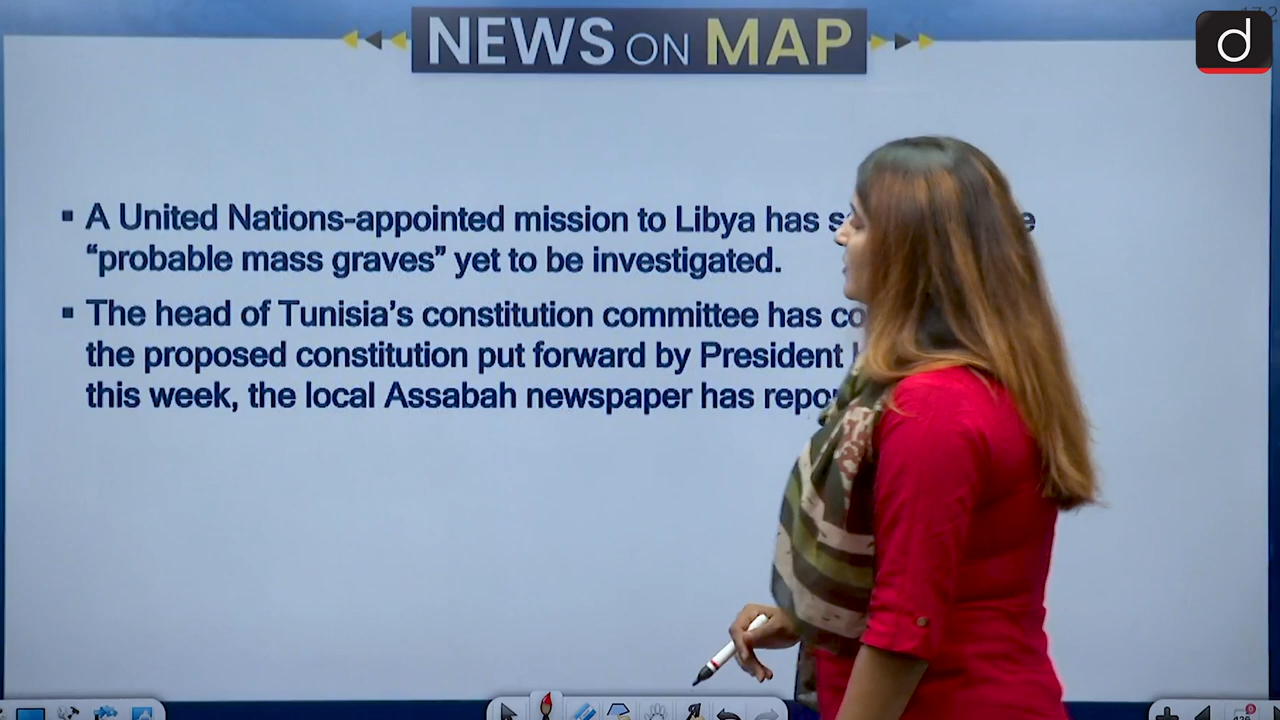 NEWS ON MAP
d
A United Nations-appointed mission to Libya has
"probable mass graves" yet to be investigated.
The head of Tunisia's constitution committee has
the proposed constitution put forward by President
this week, the local Assabah newspaper has